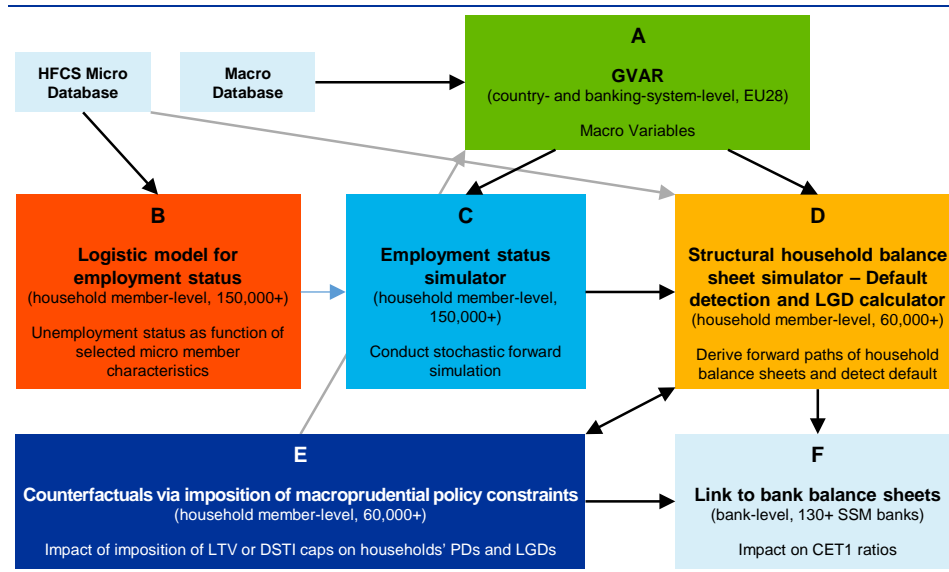 HFCS Micro
Database
Macro
Database
A
GVAR
(country- and banking-system-level, EU28)
Macro Variables
B
Logistic model for
employment status
(household member-level, 150,000+)
Unemployment status as function of
selected micro member
characteristics
C
Employment status
simulator
(household member-level,
150,000+)
Conduct stochastic forward
simulation
D
Structural household balance
sheet simulator – Default
detection and LGD calculator
(household member-level, 60,000+)
Derive forward paths of household
balance sheets and detect default
E
Counterfactuals via imposition of macroprudential policy constraints
(household member-level, 60,000+)
Impact of imposition of LTV or DSTI caps on households' PDs and LGDs
F
Link to bank balance sheets
(bank-level, 130+ SSM banks)
Impact on CET1 ratios